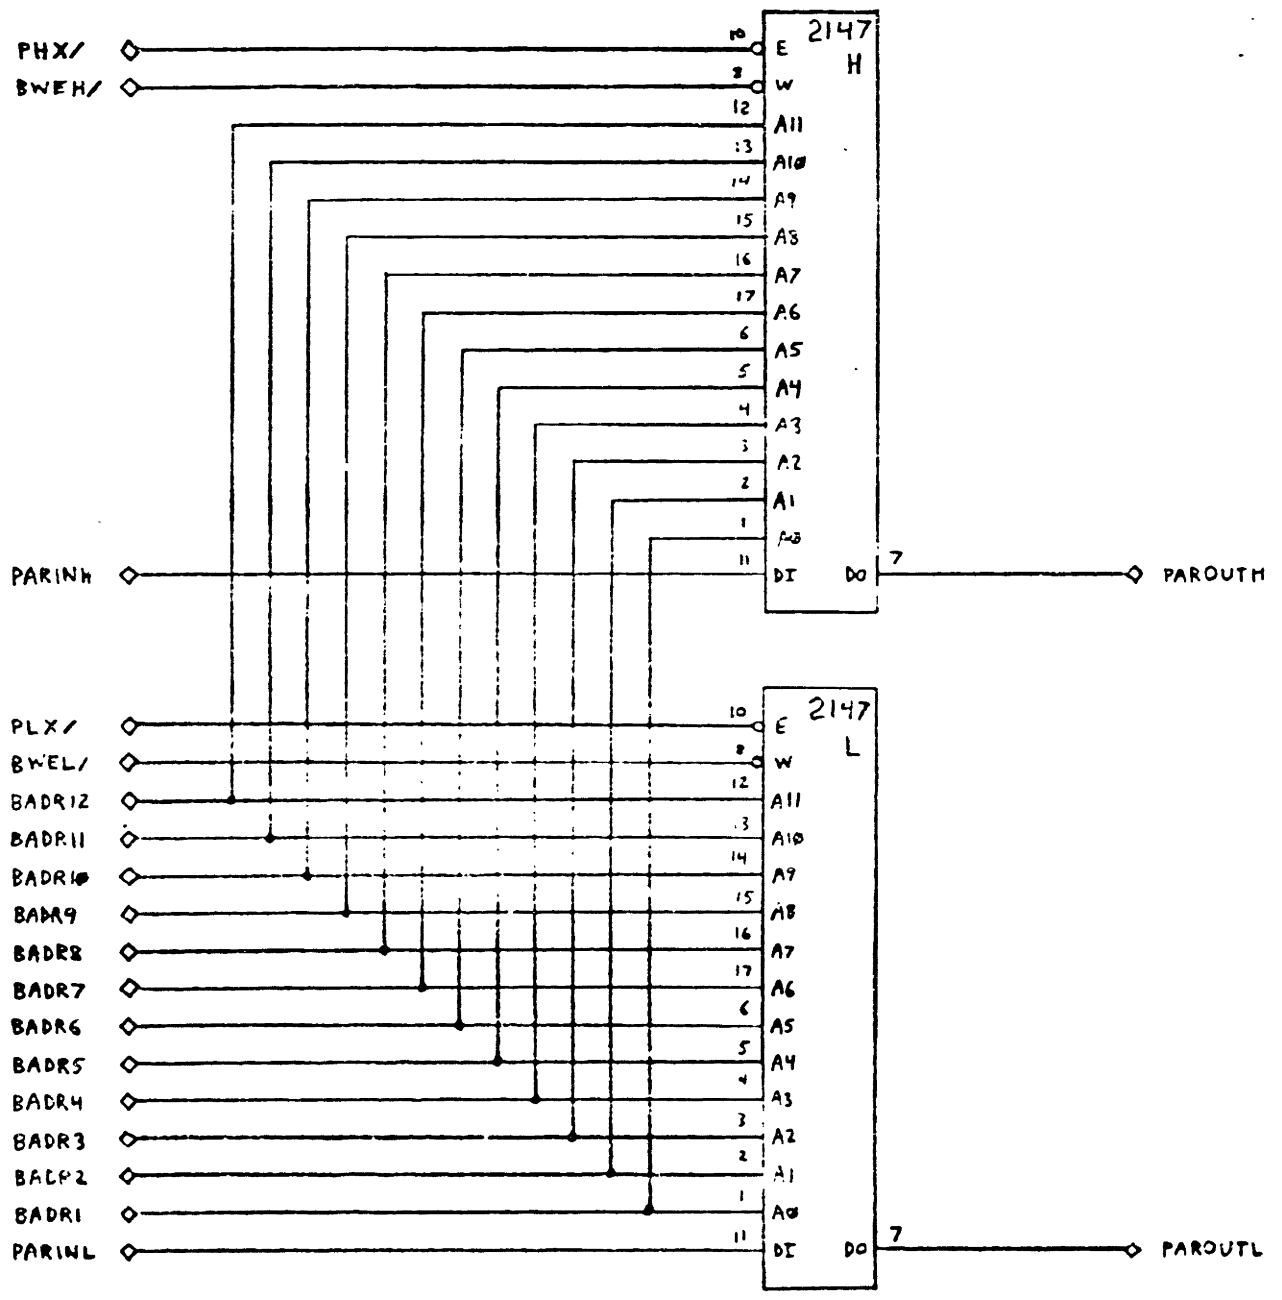 2147
H
PHX/ 10 E
BWEH/ 8 W
12 A11
13 A10
14 A9
15 A8
16 A7
17 A6
6 A5
5 A4
4 A3
3 A2
2 A1
1 A0
PARINH 11 DI DO 7 PAROUTH
2147
L
PLX/ 10 E
BWEL/ 8 W
BADR12 12 A11
BADR11 13 A10
BADR10 14 A9
BADR9 15 A8
BADR8 16 A7
BADR7 17 A6
BADR6 6 A5
BADR5 5 A4
BADR4 4 A3
BADR3 3 A2
BADR2 2 A1
BADR1 1 A0
PARINL 11 DI DO 7 PAROUTL